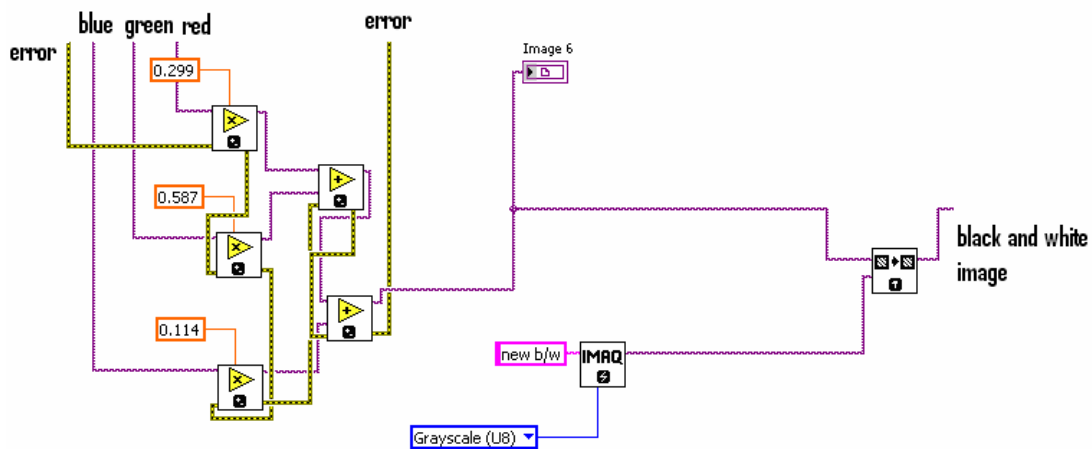 blue green red
error
error
Image 6
0.299
0.587
0.114
black and white
image
new b/w
IMAQ
Grayscale (U8)